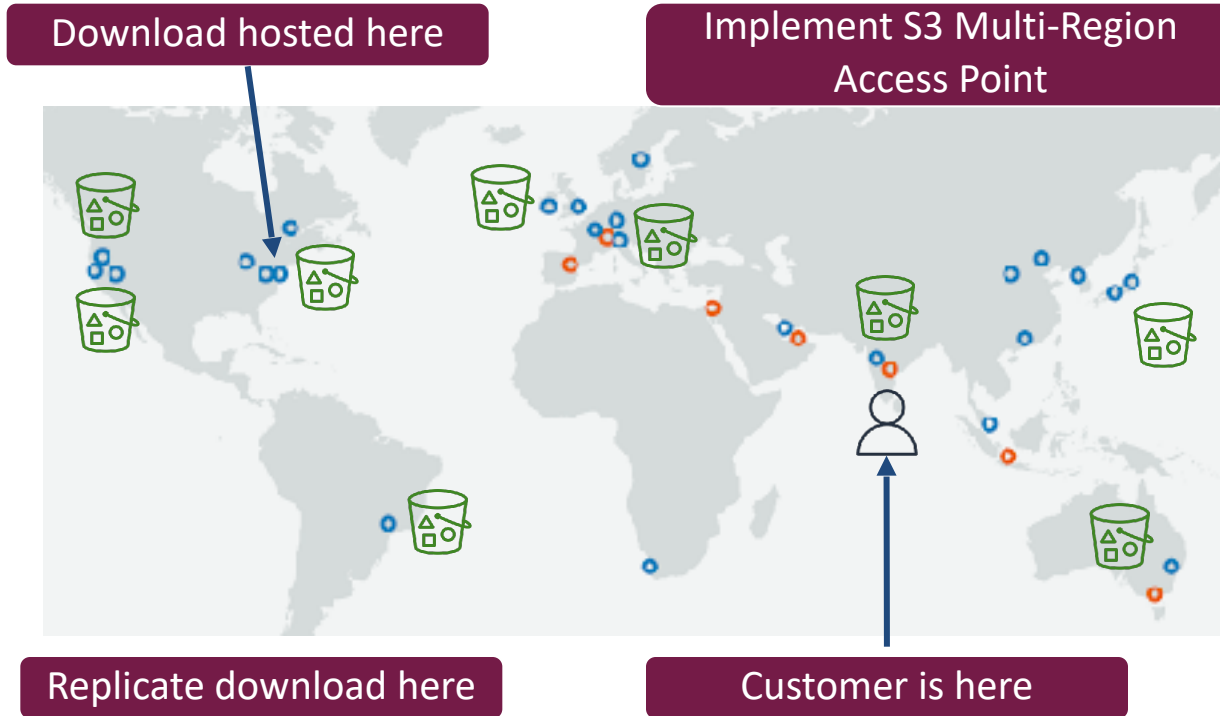 Download hosted here
Implement S3 Multi-Region
Access Point
Replicate download here
Customer is here